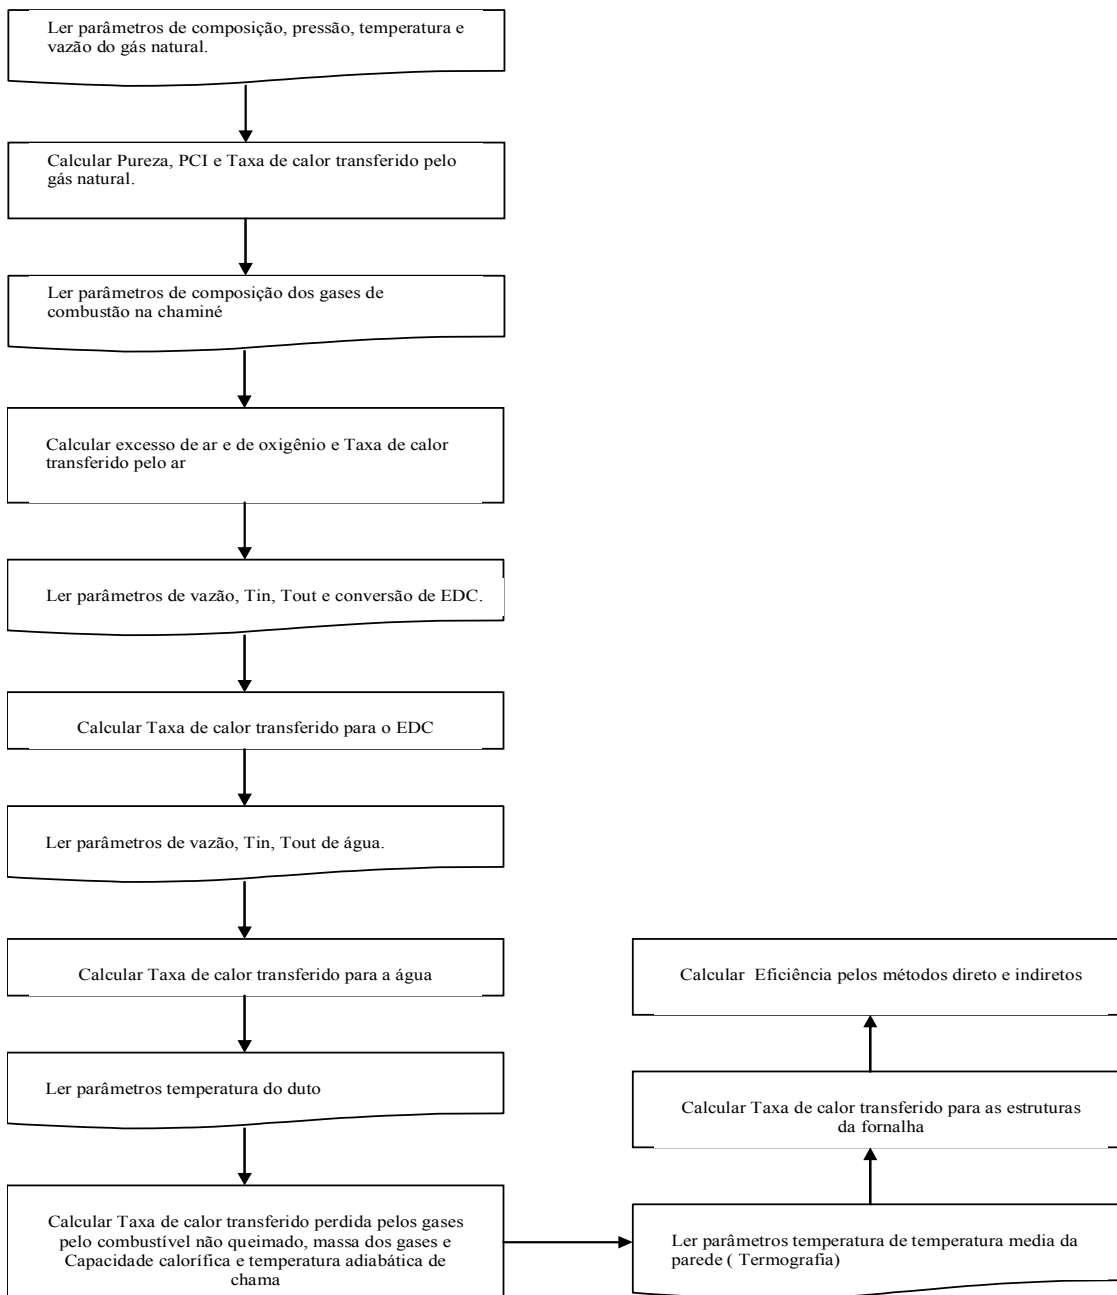 Ler parâmetros de composição, pressão, temperatura e
vazão do gás natural.
Calcular Pureza, PCI e Taxa de calor transferido pelo
gás natural.
Ler parâmetros de composição dos gases de
combustão na chaminé
Calcular excesso de ar e de oxigênio e Taxa de calor
transferido pelo ar
Ler parâmetros de vazão, Tin, Tout e conversão de EDC.
Calcular Taxa de calor transferido para o EDC
Ler parâmetros de vazão, Tin, Tout de água.
Calcular Taxa de calor transferido para a água
Ler parâmetros temperatura do duto
Calcular Taxa de calor transferido perdida pelos gases
pelo combustível não queimado, massa dos gases e
Capacidade calorífica e temperatura adiabática de
chama
Ler parâmetros temperatura de temperatura media da
parede ( Termografia)
Calcular Taxa de calor transferido para as estruturas
da fornalha
Calcular  Eficiência pelos métodos direto e indiretos